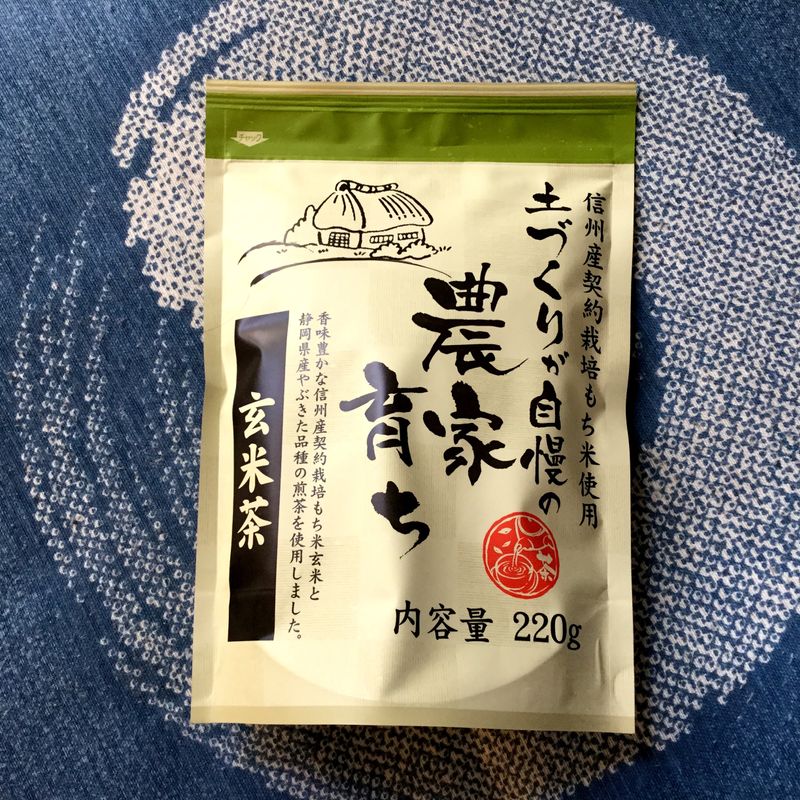 チャック
信州産契約栽培もち米使用
土づくりが自慢の
農家
育ち
香味豊かな信州産契約栽培もち米玄米と
静岡県産やぶきた品種の煎茶を使用しました。
玄米茶
茶
内容量 220g